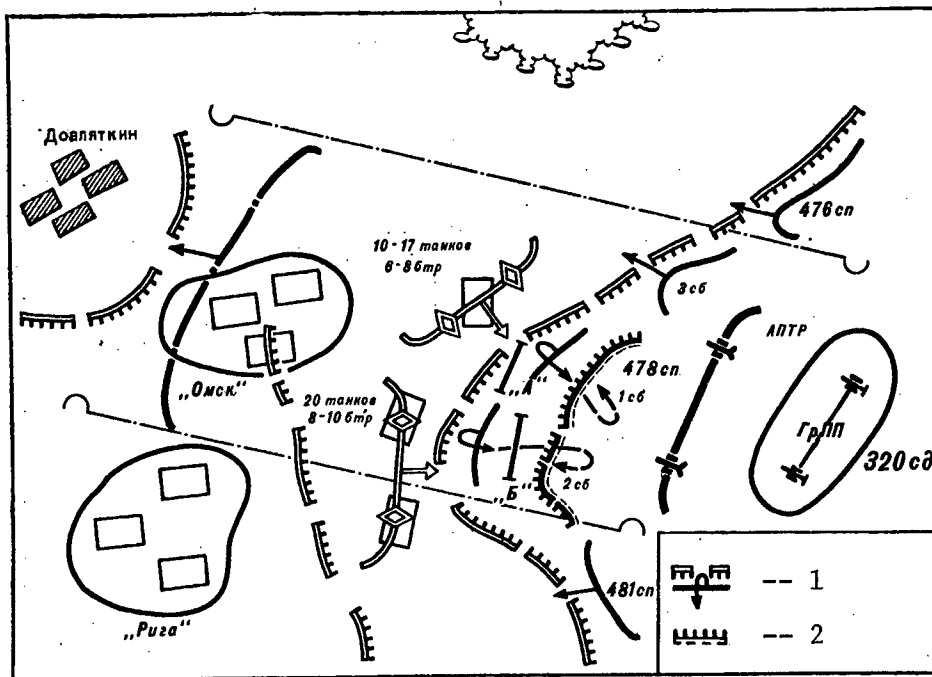 Довляткин
476 сп
10-17 танков
6-8 бтр
3 сб
АПТР
478 сп
„А“
1 сб
„Омск“
20 танков
8-10 бтр
Гр ПП
320 сд
2 сб
„Б“
481 сп
„Рига“
-- 1
-- 2